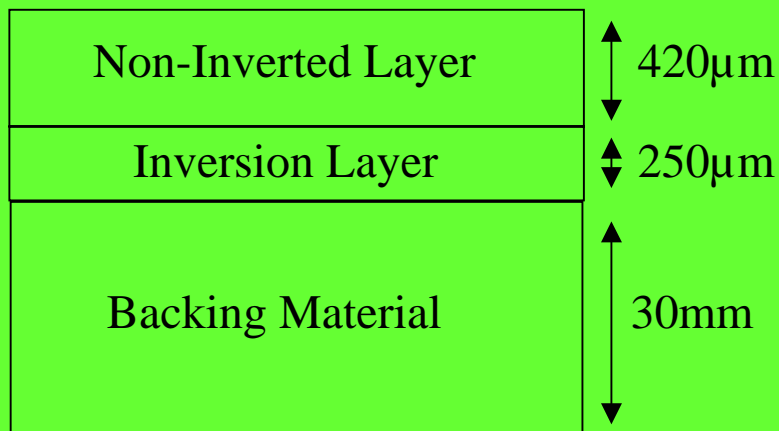 Non-Inverted Layer 420µm
Inversion Layer 250µm
Backing Material 30mm